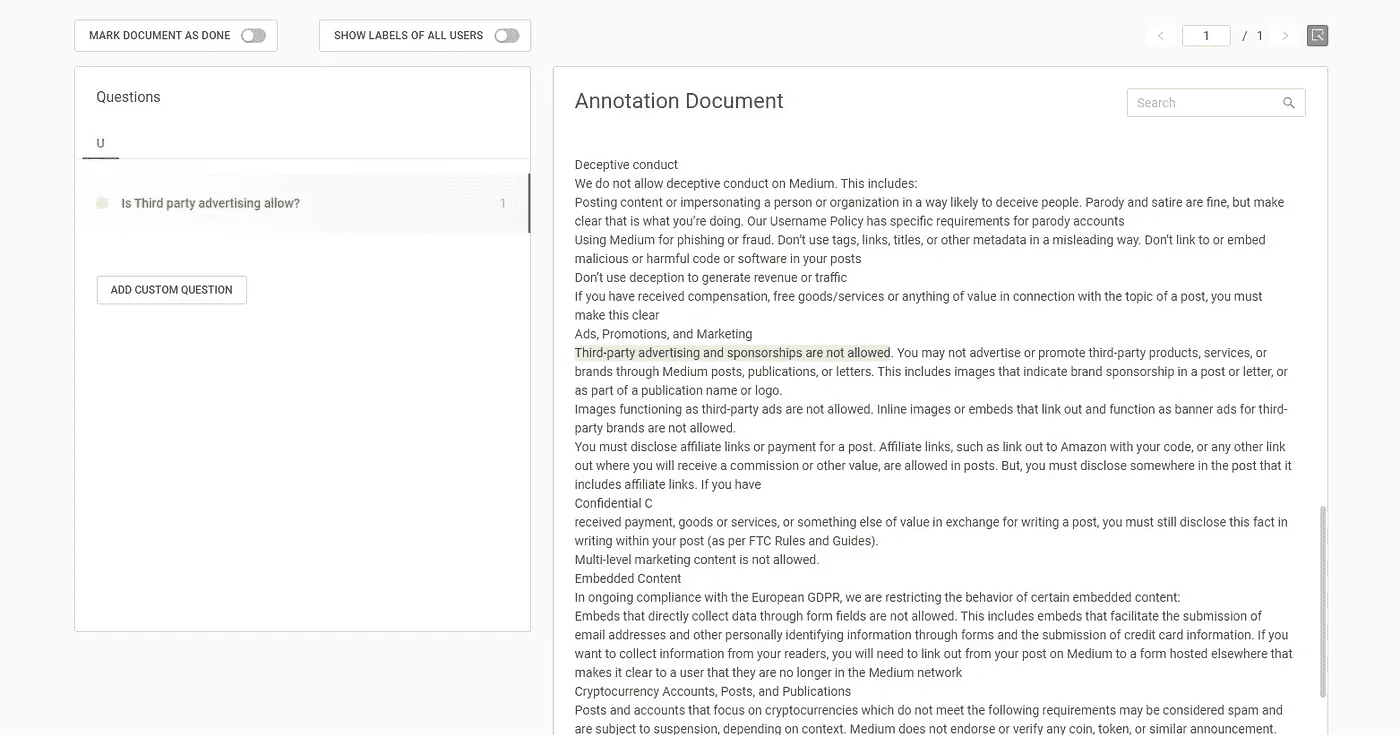 MARK DOCUMENT AS DONE
SHOW LABELS OF ALL USERS
1 / 1
Questions
U
Is Third party advertising allow? 1
ADD CUSTOM QUESTION
Annotation Document
Search
Deceptive conduct
We do not allow deceptive conduct on Medium. This includes:
Posting content or impersonating a person or organization in a way likely to deceive people. Parody and satire are fine, but make
clear that is what you’re doing. Our Username Policy has specific requirements for parody accounts
Using Medium for phishing or fraud. Don’t use tags, links, titles, or other metadata in a misleading way. Don’t link to or embed
malicious or harmful code or software in your posts
Don’t use deception to generate revenue or traffic
If you have received compensation, free goods/services or anything of value in connection with the topic of a post, you must
make this clear
Ads, Promotions, and Marketing
Third-party advertising and sponsorships are not allowed. You may not advertise or promote third-party products, services, or
brands through Medium posts, publications, or letters. This includes images that indicate brand sponsorship in a post or letter, or
as part of a publication name or logo.
Images functioning as third-party ads are not allowed. Inline images or embeds that link out and function as banner ads for third-
party brands are not allowed.
You must disclose affiliate links or payment for a post. Affiliate links, such as link out to Amazon with your code, or any other link
out where you will receive a commission or other value, are allowed in posts. But, you must disclose somewhere in the post that it
includes affiliate links. If you have
Confidential C
received payment, goods or services, or something else of value in exchange for writing a post, you must still disclose this fact in
writing within your post (as per FTC Rules and Guides).
Multi-level marketing content is not allowed.
Embedded Content
In ongoing compliance with the European GDPR, we are restricting the behavior of certain embedded content:
Embeds that directly collect data through form fields are not allowed. This includes embeds that facilitate the submission of
email addresses and other personally identifying information through forms and the submission of credit card information. If you
want to collect information from your readers, you will need to link out from your post on Medium to a form hosted elsewhere that
makes it clear to a user that they are no longer in the Medium network
Cryptocurrency Accounts, Posts, and Publications
Posts and accounts that focus on cryptocurrencies which do not meet the following requirements may be considered spam and
are subject to suspension, depending on context. Medium does not endorse or verify any coin, token, or similar announcement.